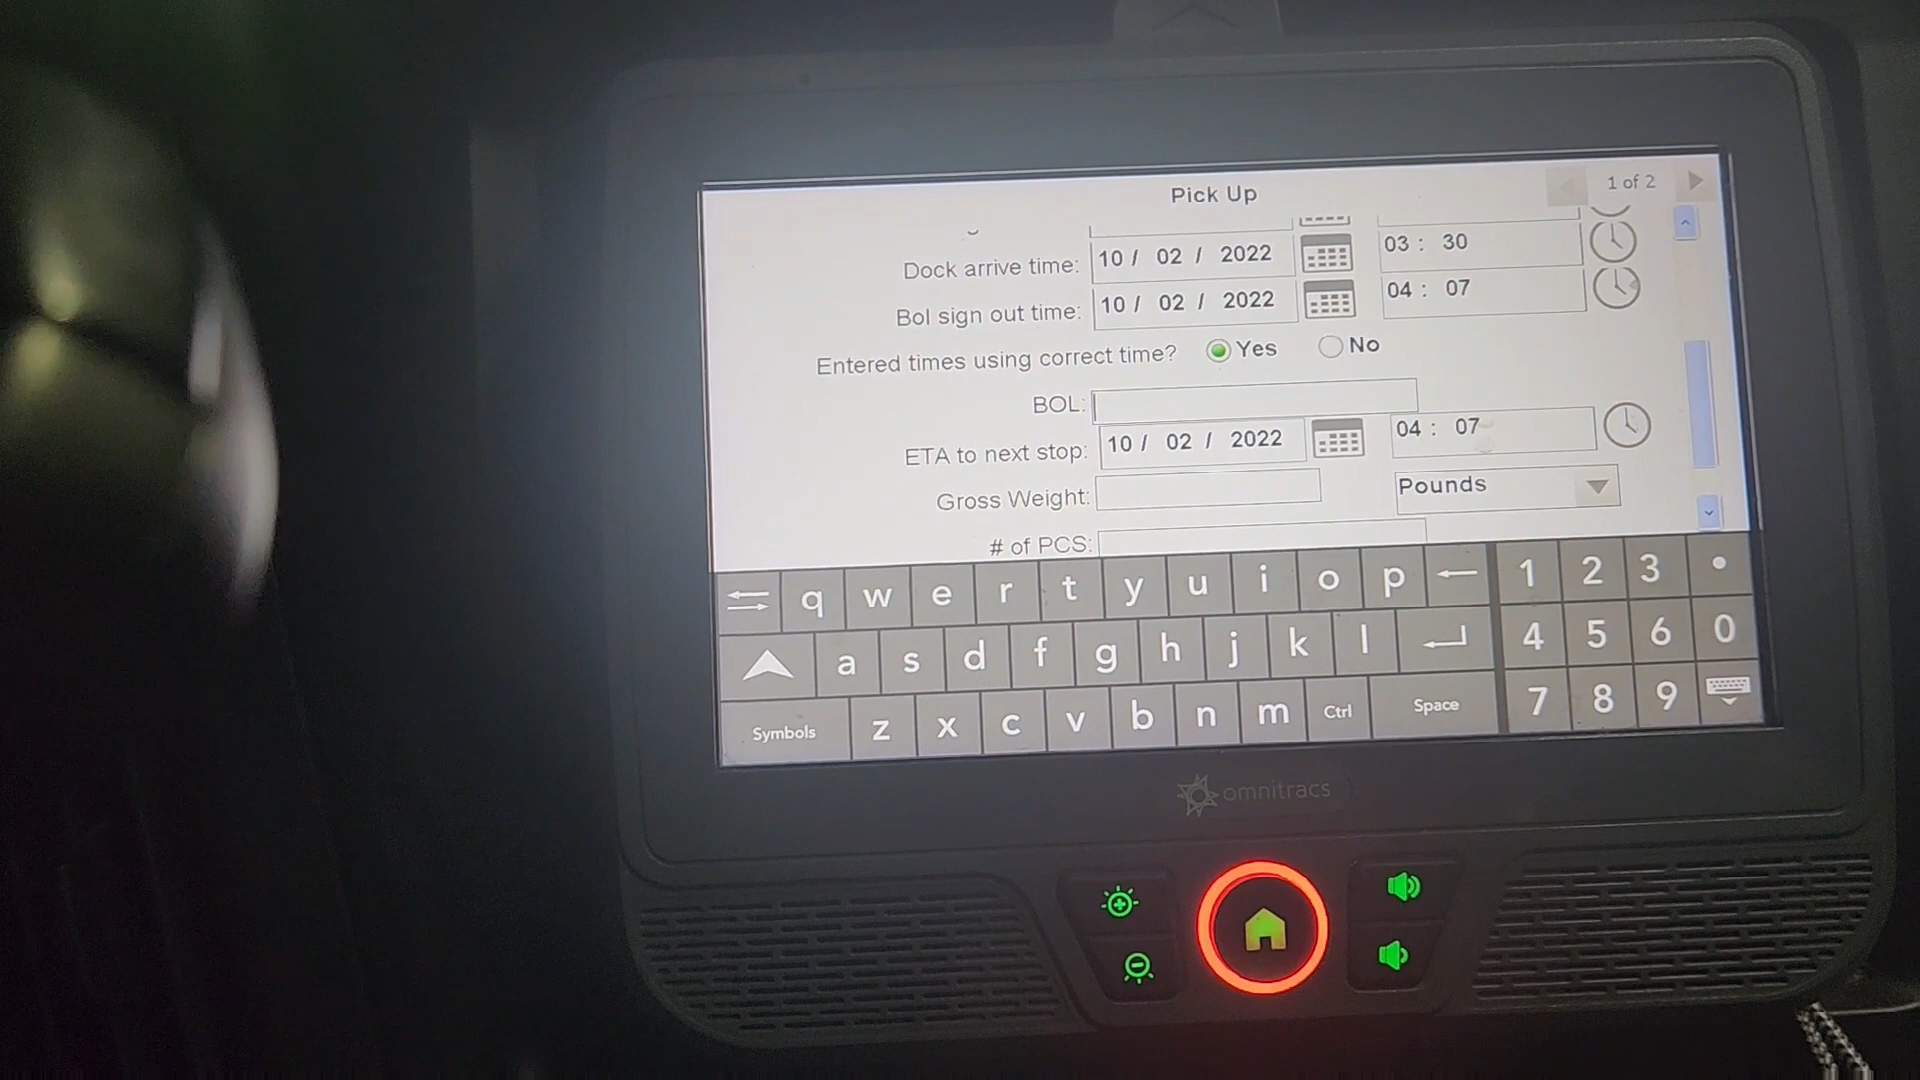 Pick Up
1 of 2
Dock arrive time: 10 / 02 / 2022 03 : 30
Bol sign out time: 10 / 02 / 2022 04 : 07
Entered times using correct time? Yes No
BOL:
ETA to next stop: 10 / 02 / 2022 04 : 07
Gross Weight: Pounds
# of PCS:
q w e r t y u i o p 1 2 3 •
a s d f g h j k l 4 5 6 0
Symbols z x c v b n m Ctrl Space 7 8 9
omnitracs